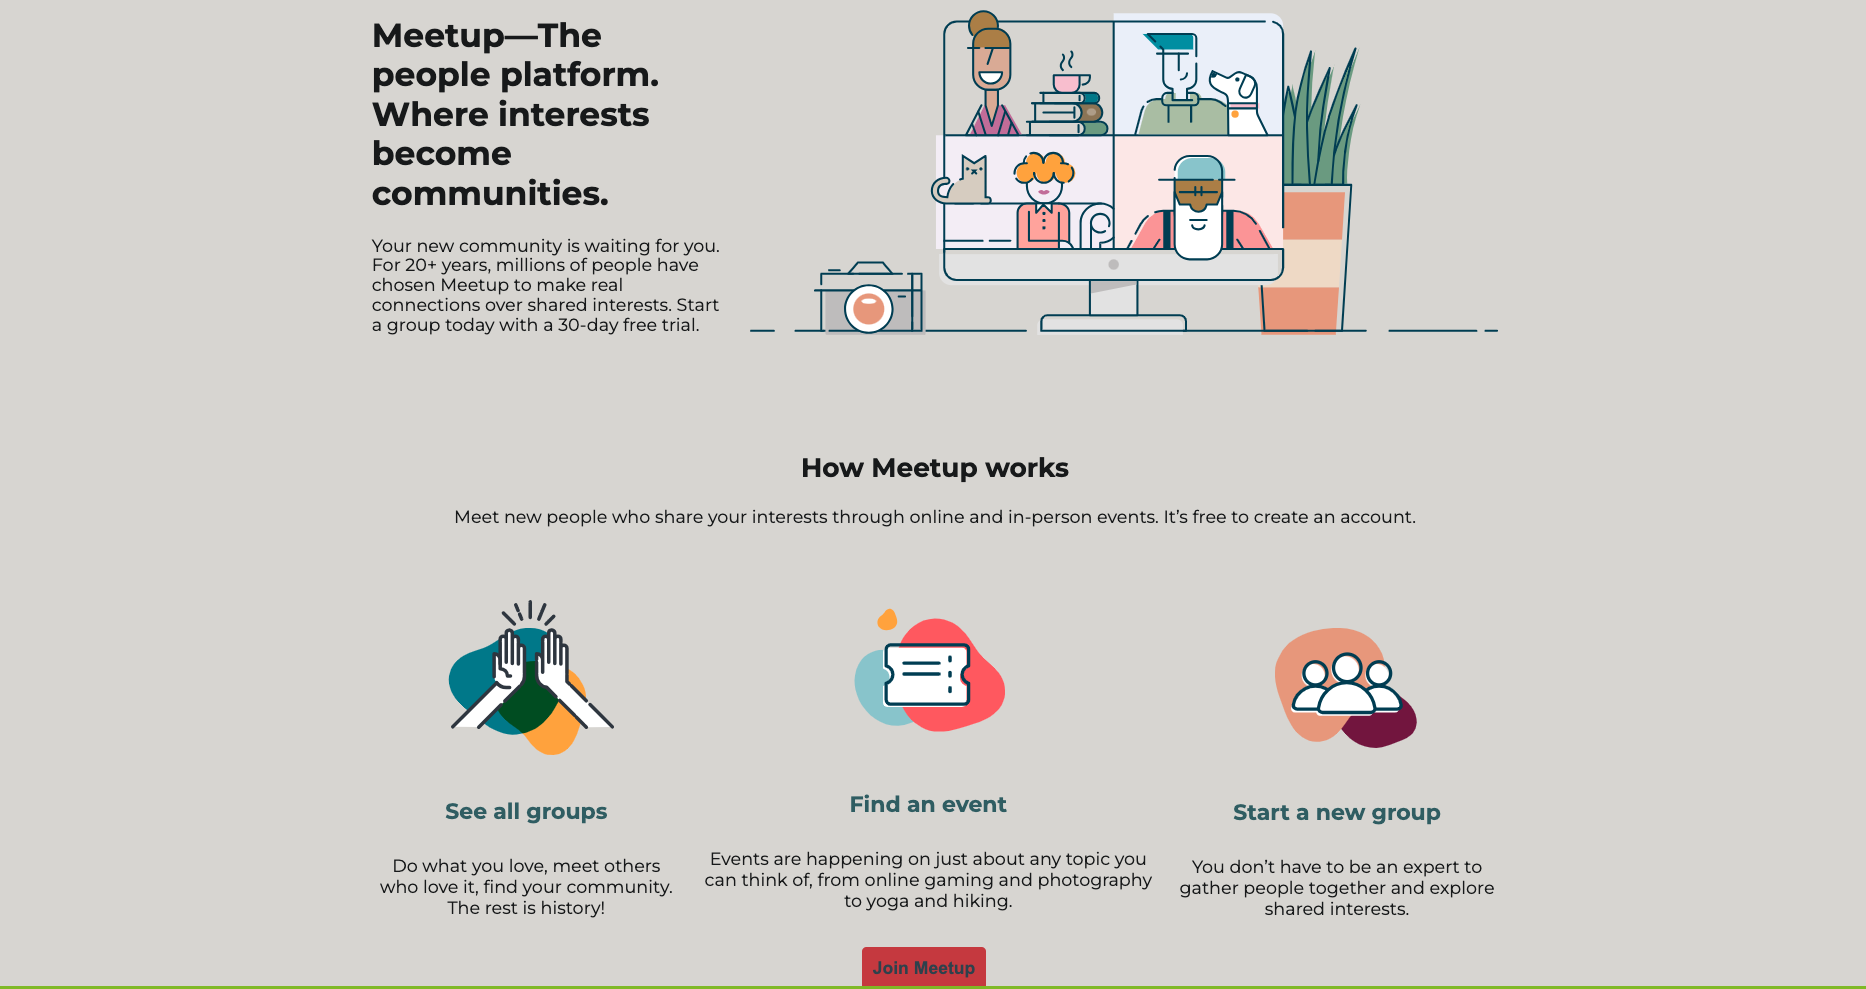 Meetup—The
people platform.
Where interests
become
communities.
Your new community is waiting for you.
For 20+ years, millions of people have
chosen Meetup to make real
connections over shared interests. Start
a group today with a 30-day free trial.
How Meetup works
Meet new people who share your interests through online and in-person events. It’s free to create an account.
See all groups
Do what you love, meet others
who love it, find your community.
The rest is history!
Find an event
Events are happening on just about any topic you
can think of, from online gaming and photography
to yoga and hiking.
Start a new group
You don’t have to be an expert to
gather people together and explore
shared interests.
Join Meetup